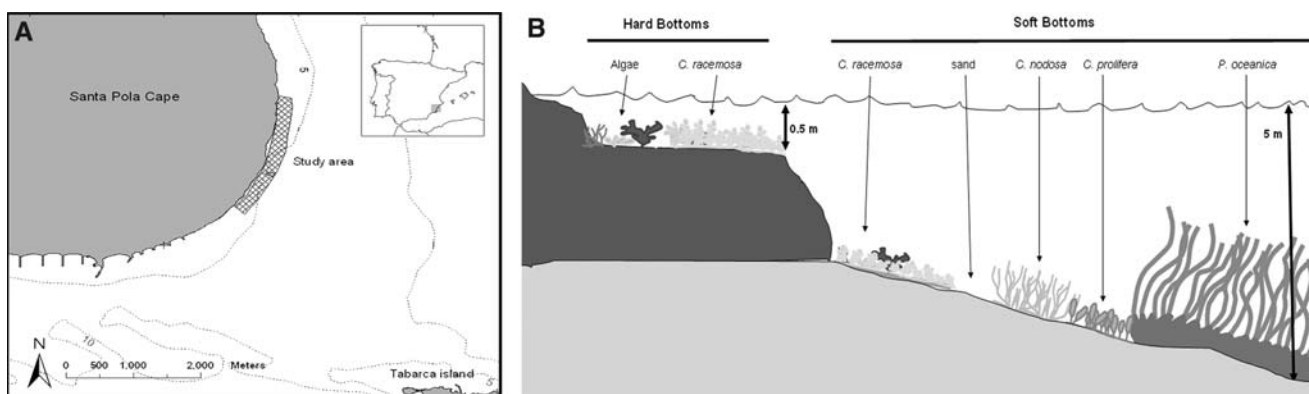 A
Santa Pola Cape
5
Study area
10
N
0 500 1.000 2.000 Meters
Tabarca island
5
B
Hard Bottoms
Soft Bottoms
Algae
C. racemosa
C. racemosa
sand
C. nodosa
C. prolifera
P. oceanica
0.5 m
5 m